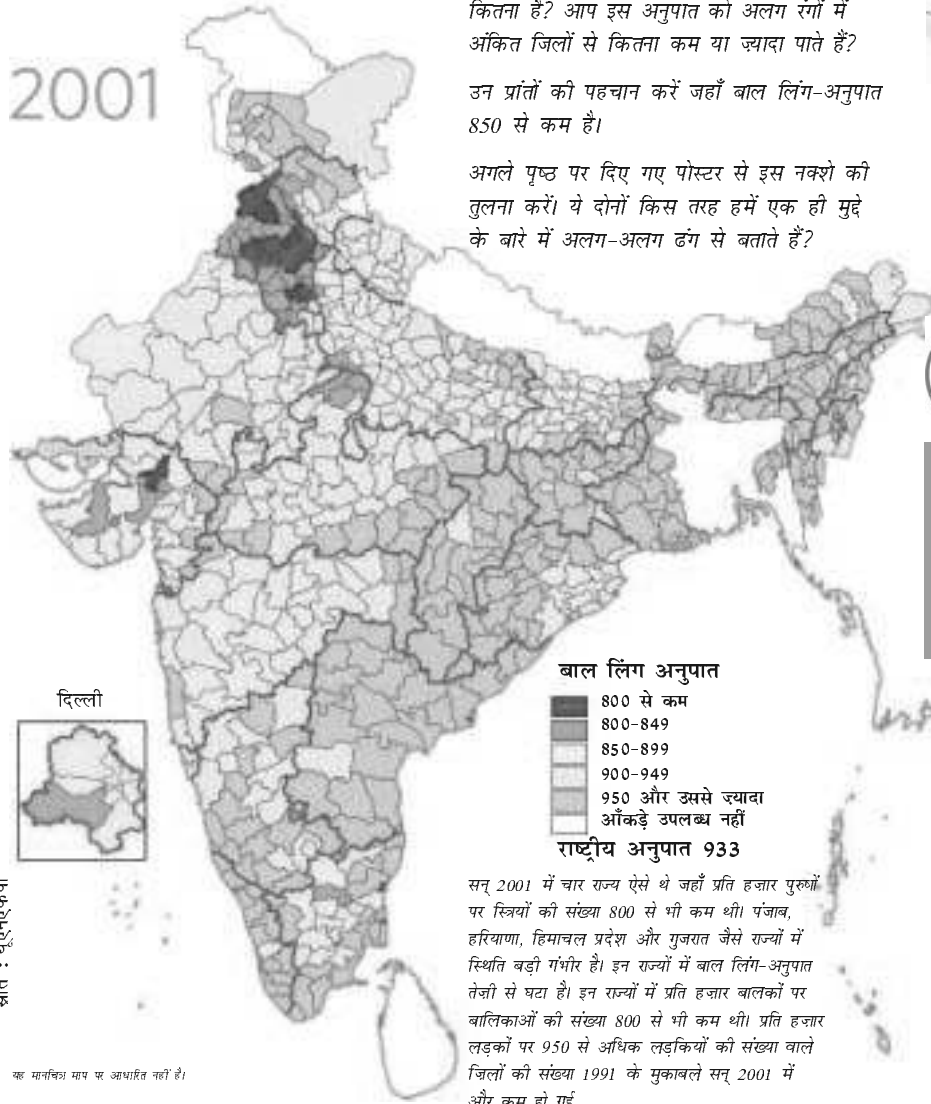 कितना है? आप इस अनुपात को अलग रंगों में
अंकित जिलों से कितना कम या ज़्यादा पाते हैं?
2001
उन प्रांतों की पहचान करें जहाँ बाल लिंग-अनुपात
850 से कम है।
अगले पृष्ठ पर दिए गए पोस्टर से इस नक्शे की
तुलना करें। ये दोनों किस तरह हमें एक ही मुद्दे
के बारे में अलग-अलग ढंग से बताते हैं?
दिल्ली
बाल लिंग अनुपात
800 से कम
800-849
850-899
900-949
950 और उससे ज़्यादा
आँकड़े उपलब्ध नहीं
राष्ट्रीय अनुपात 933
सन् 2001 में चार राज्य ऐसे थे जहाँ प्रति हज़ार पुरुषों
पर स्त्रियों की संख्या 800 से भी कम थी। पंजाब,
हरियाणा, हिमाचल प्रदेश और गुजरात जैसे राज्यों में
स्थिति बड़ी गंभीर है। इन राज्यों में बाल लिंग-अनुपात
तेज़ी से घटा है। इन राज्यों में प्रति हज़ार बालकों पर
बालिकाओं की संख्या 800 से भी कम थी। प्रति हज़ार
लड़कों पर 950 से अधिक लड़कियों की संख्या वाले
ज़िलों की संख्या 1991 के मुकाबले सन् 2001 में
और कम हो गई
स्रोत :
यह मानचित्र माप पर आधारित नहीं है।